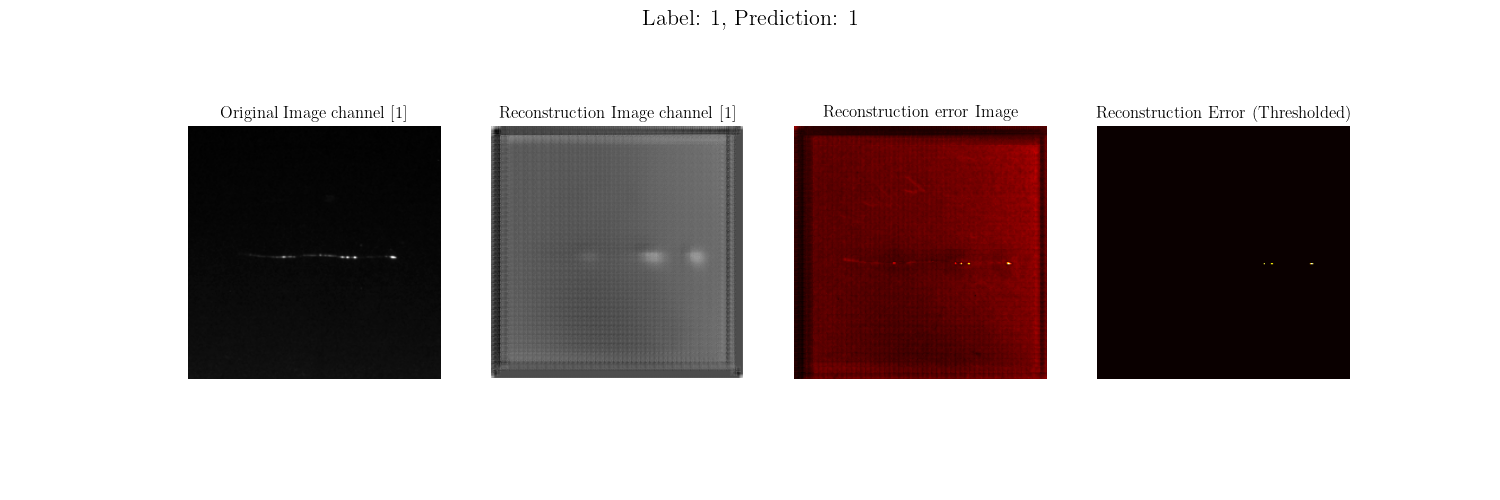 Label: 1, Prediction: 1
Original Image channel [1]
Reconstruction Image channel [1]
Reconstruction error Image
Reconstruction Error (Thresholded)